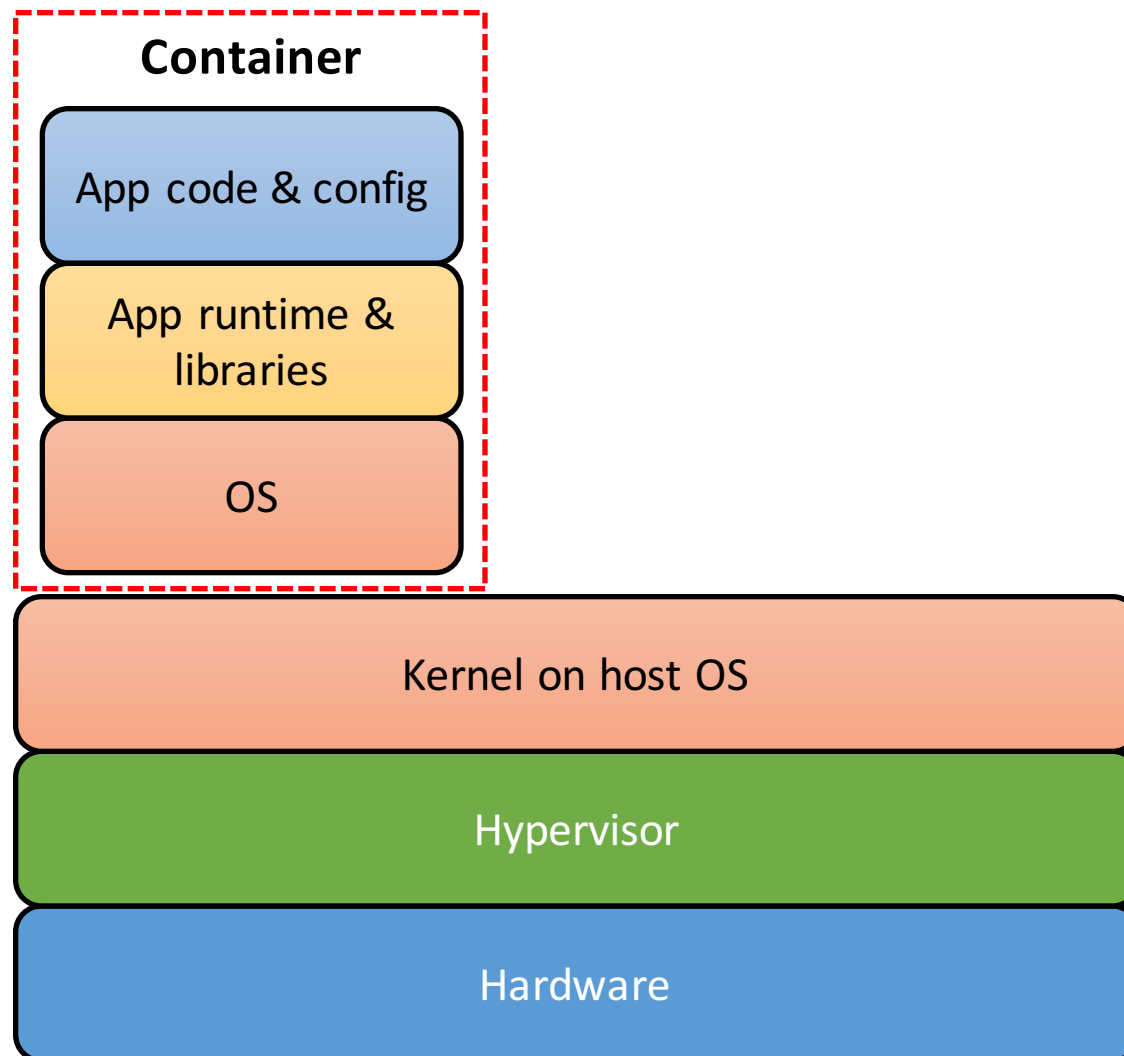 Container
App code & config
App runtime &
libraries
OS
Kernel on host OS
Hypervisor
Hardware